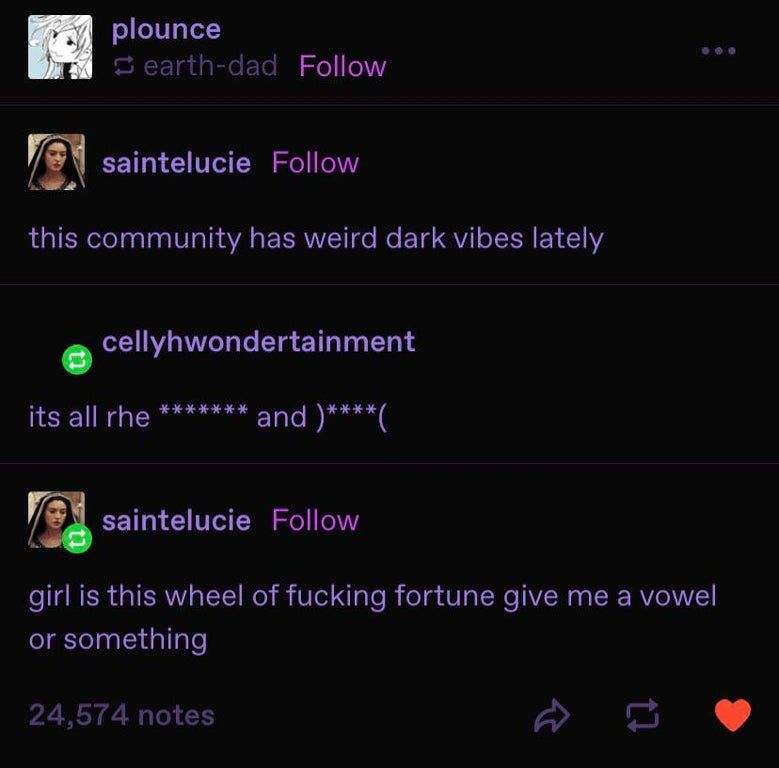 plounce
earth-dad Follow
saintelucie Follow
this community has weird dark vibes lately
cellyhwondertainment
its all rhe ******* and )****(
saintelucie Follow
girl is this wheel of fucking fortune give me a vowel
or something
24,574 notes